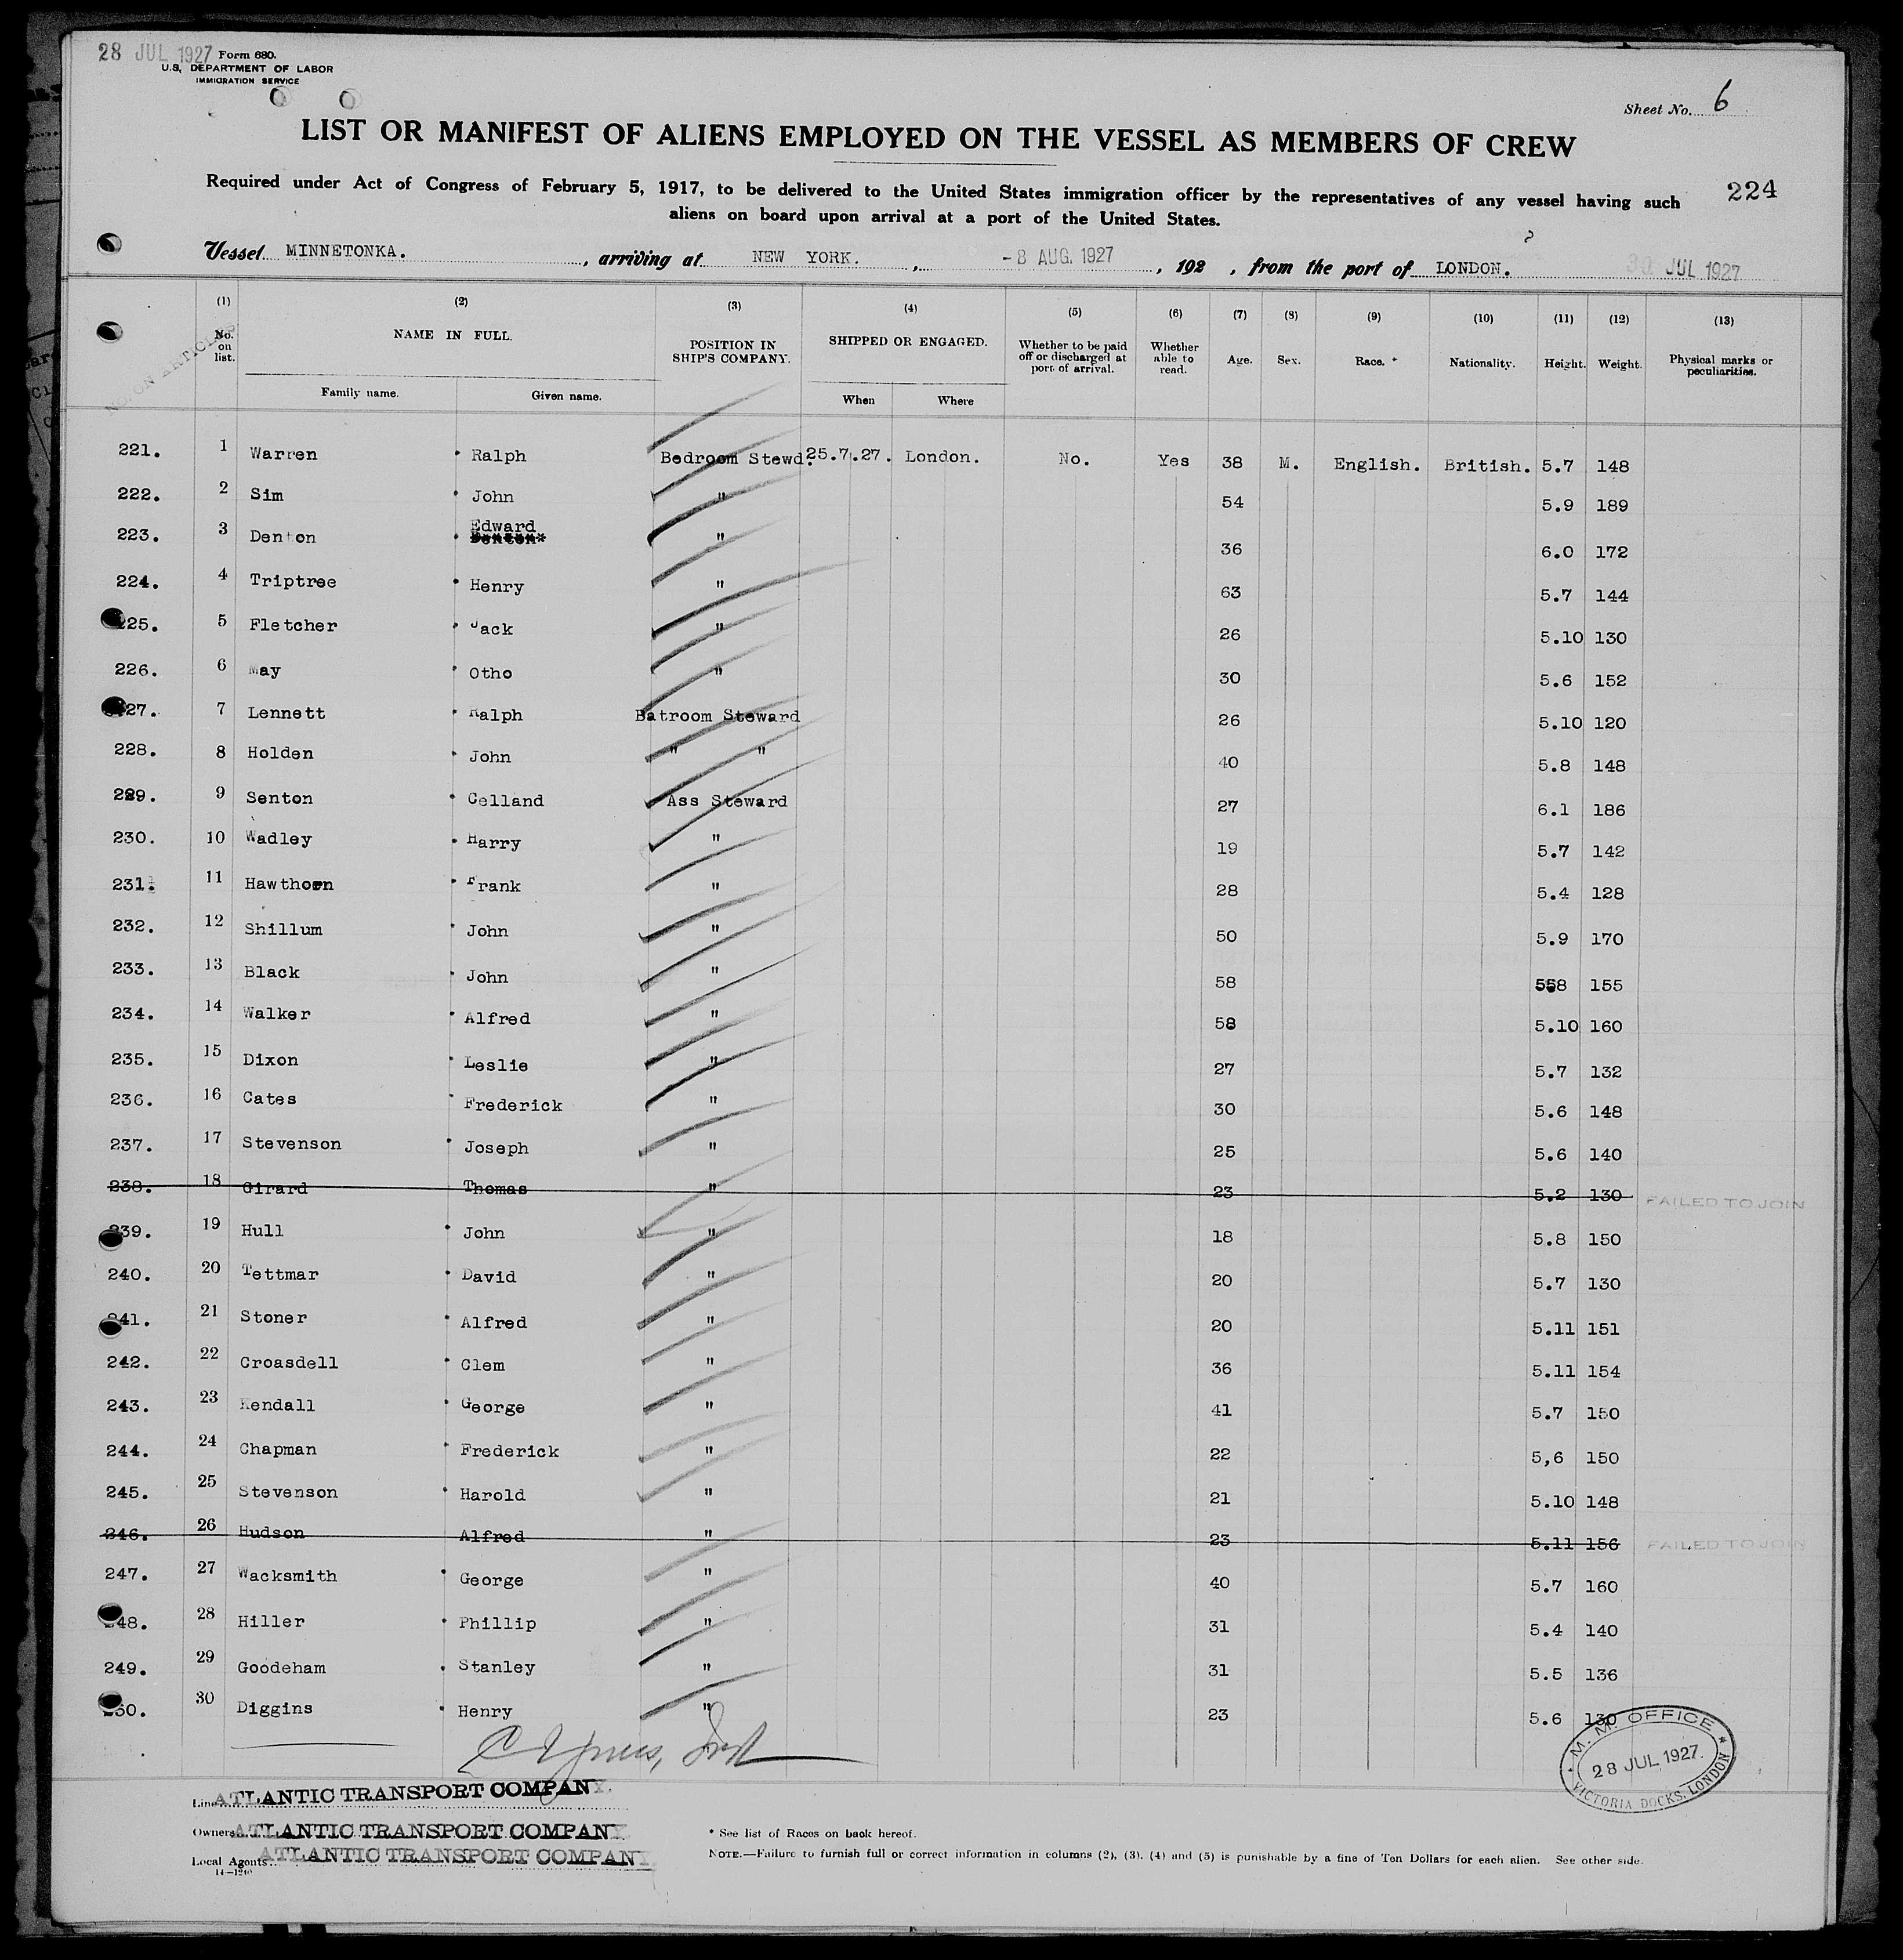 28 JUL 1927 Form 680.
U.S. DEPARTMENT OF LABOR
IMMIGRATION SERVICE
Sheet No. 6
LIST OR MANIFEST OF ALIENS EMPLOYED ON THE VESSEL AS MEMBERS OF CREW
Required under Act of Congress of February 5, 1917, to be delivered to the United States immigration officer by the representatives of any vessel having such
aliens on board upon arrival at a port of the United States.
224
Vessel MINNETONKA. , arriving at NEW YORK. , -8 AUG. 1927 , 192 , from the port of LONDON. 30 JUL 1927
(1) (2) (3) (4) (5) (6) (7) (8) (9) (10) (11) (12) (13)
NO. ON ARTICLES
No. on list. NAME IN FULL. POSITION IN SHIP'S COMPANY. SHIPPED OR ENGAGED. Whether to be paid off or discharged at port of arrival. Whether able to read. Age. Sex. Race. * Nationality. Height. Weight. Physical marks or peculiarities.
Family name. Given name. When Where
221. 1 Warren Ralph Bedroom Stewd. 25.7.27. London. No. Yes 38 M. English. British. 5.7 148
222. 2 Sim John " 54 5.9 189
223. 3 Denton Edward " 36 6.0 172
224. 4 Triptree Henry " 63 5.7 144
225. 5 Fletcher Jack " 26 5.10 130
226. 6 May Otho " 30 5.6 152
227. 7 Lennett Ralph Batroom Steward 26 5.10 120
228. 8 Holden John " " 40 5.8 148
229. 9 Senton Gelland Ass Steward 27 6.1 186
230. 10 Wadley Harry " 19 5.7 142
231. 11 Hawthorn Frank " 28 5.4 128
232. 12 Shillum John " 50 5.9 170
233. 13 Black John " 58 5.8 155
234. 14 Walker Alfred " 58 5.10 160
235. 15 Dixon Leslie " 27 5.7 132
236. 16 Cates Frederick " 30 5.6 148
237. 17 Stevenson Joseph " 25 5.6 140
238. 18 Girard Thomas " 23 5.2 130 FAILED TO JOIN
239. 19 Hull John " 18 5.8 150
240. 20 Tettmar David " 20 5.7 130
241. 21 Stoner Alfred " 20 5.11 151
242. 22 Croasdell Clem " 36 5.11 154
243. 23 Kendall George " 41 5.7 150
244. 24 Chapman Frederick " 22 5,6 150
245. 25 Stevenson Harold " 21 5.10 148
246. 26 Hudson Alfred " 23 5.11 156 FAILED TO JOIN
247. 27 Wacksmith George " 40 5.7 160
248. 28 Hiller Phillip " 31 5.4 140
249. 29 Goodeham Stanley " 31 5.5 136
250. 30 Diggins Henry " 23 5.6 130
M. M. OFFICE
28 JUL 1927.
VICTORIA DOCKS, LONDON
Line ATLANTIC TRANSPORT COMPANY.
Owners ATLANTIC TRANSPORT COMPANY
Local Agents ATLANTIC TRANSPORT COMPANY
* See list of Races on back hereof.
NOTE.—Failure to furnish full or correct information in columns (2), (3), (4) and (5) is punishable by a fine of Ten Dollars for each alien. See other side.